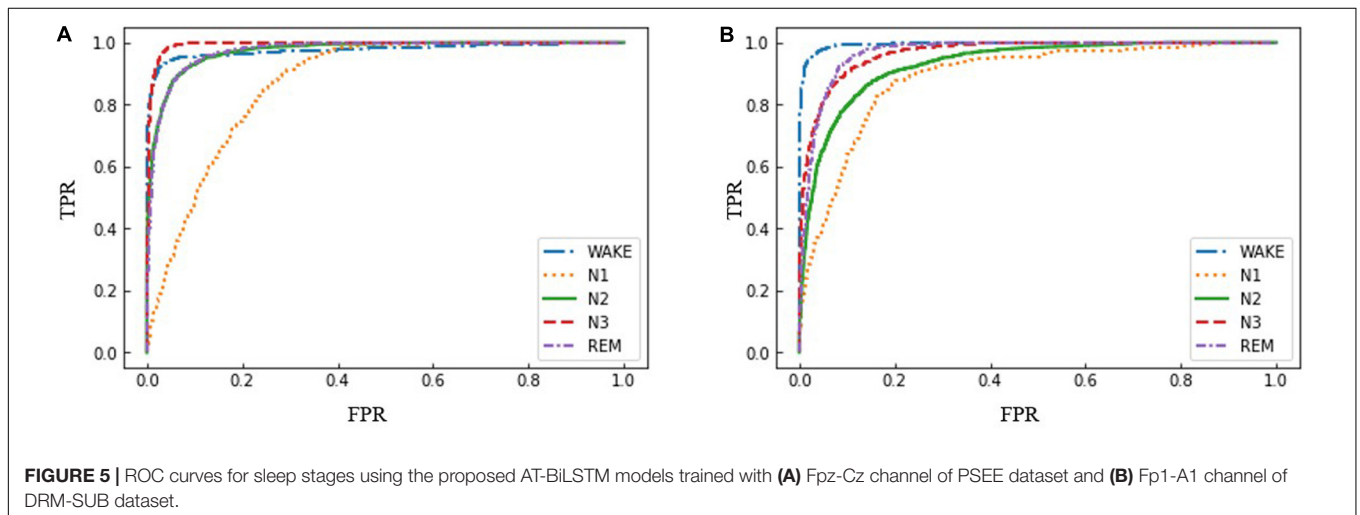 A
1.0
0.8
0.6
0.4
0.2
0.0
TPR
0.0 0.2 0.4 0.6 0.8 1.0
FPR
WAKE
N1
N2
N3
REM
B
1.0
0.8
0.6
0.4
0.2
0.0
TPR
0.0 0.2 0.4 0.6 0.8 1.0
FPR
WAKE
N1
N2
N3
REM
FIGURE 5 | ROC curves for sleep stages using the proposed AT-BiLSTM models trained with (A) Fpz-Cz channel of PSEE dataset and (B) Fp1-A1 channel of
DRM-SUB dataset.